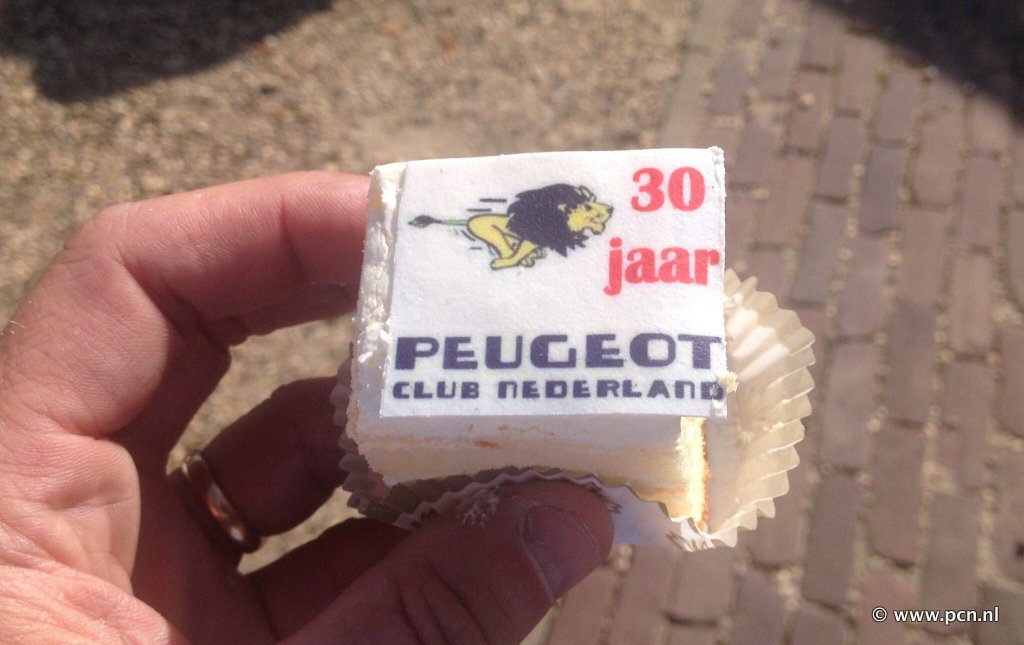 30
jaar
PEUGEOT
CLUB NEDERLAND
© www.pcn.nl